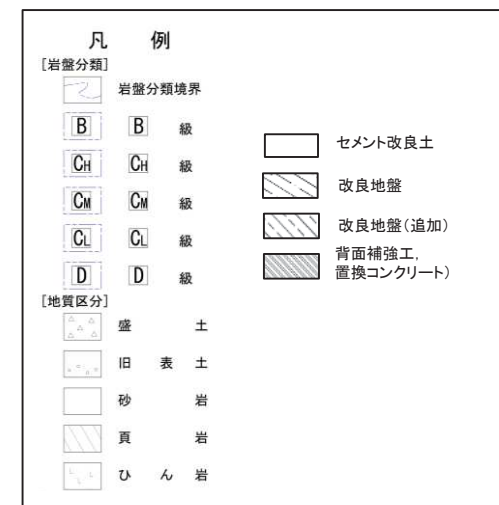 凡 例
[岩盤分類]
岩盤分類境界
B B 級
CH CH 級
CM CM 級
CL CL 級
D D 級
[地質区分]
盛 土
旧 表 土
砂 岩
頁 岩
ひ ん 岩
セメント改良土
改良地盤
改良地盤(追加)
背面補強工,
置換コンクリート)